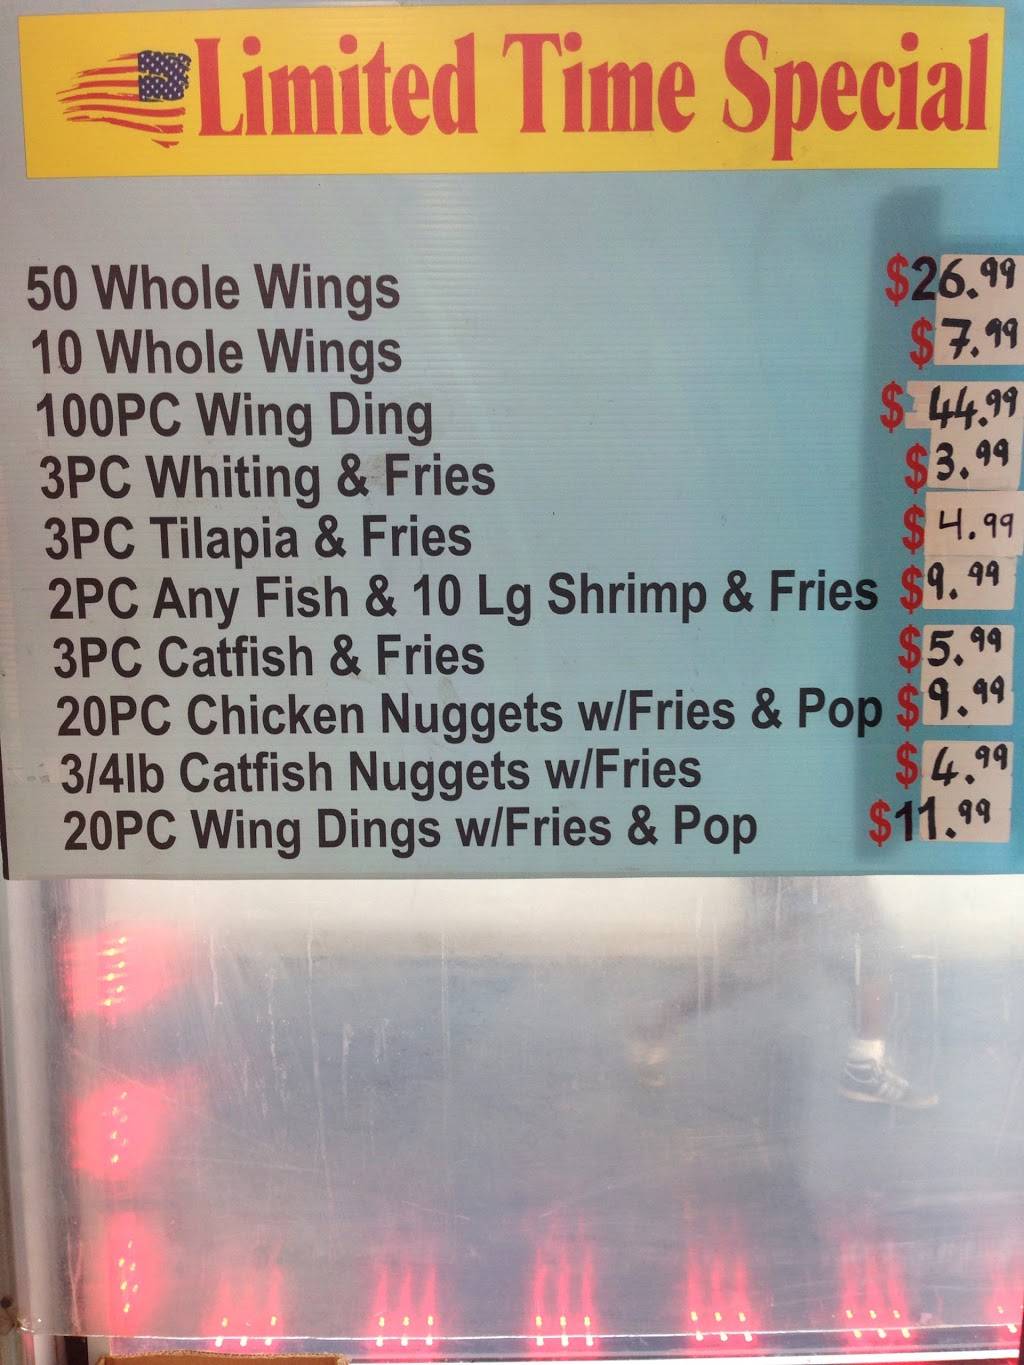 Limited Time Special
50 Whole Wings $26.99
10 Whole Wings $7.99
100PC Wing Ding $44.99
3PC Whiting & Fries $3.99
3PC Tilapia & Fries $4.99
2PC Any Fish & 10 Lg Shrimp & Fries $9.99
3PC Catfish & Fries $5.99
20PC Chicken Nuggets w/Fries & Pop $9.99
3/4lb Catfish Nuggets w/Fries $4.99
20PC Wing Dings w/Fries & Pop $11.99